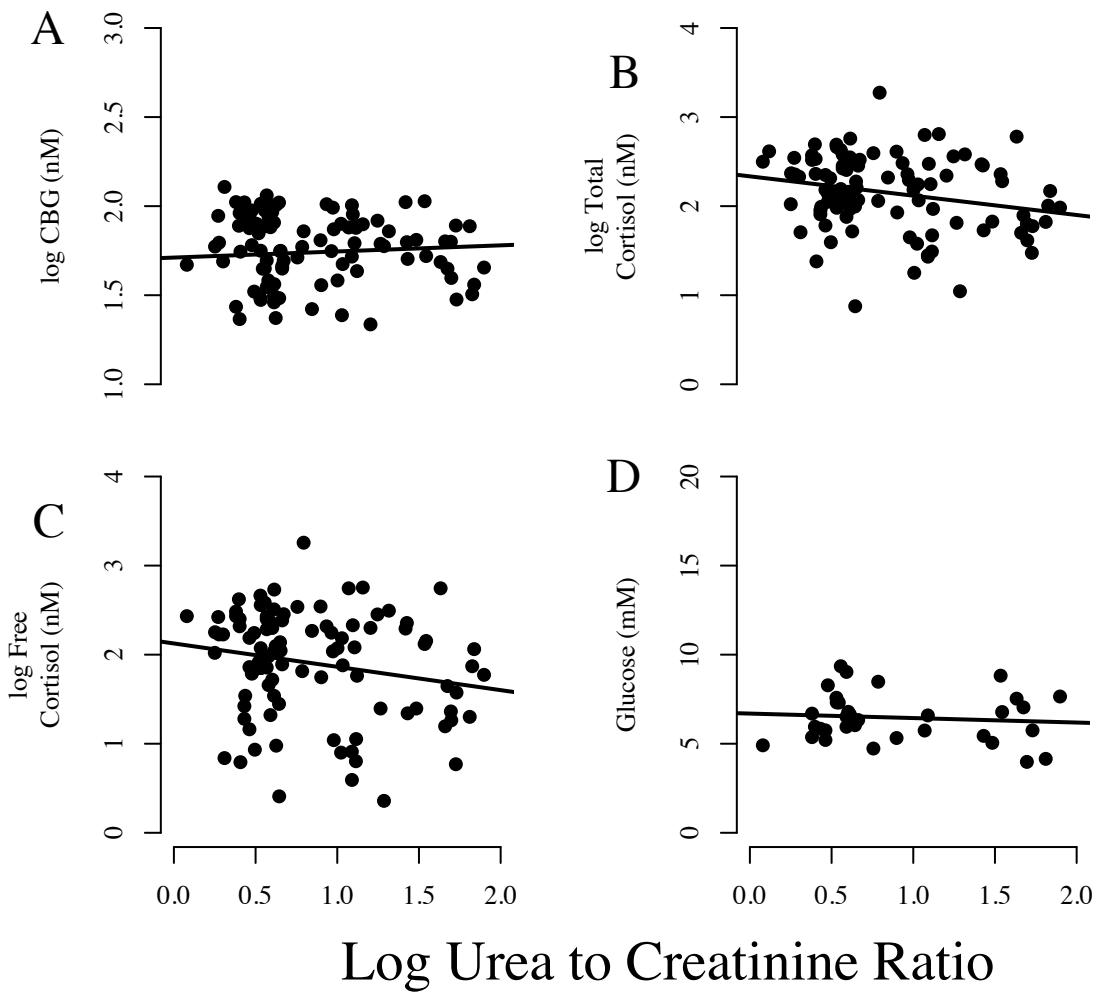 A
log CBG (nM)
3.0
2.5
2.0
1.5
1.0
B
log Total
Cortisol (nM)
4
3
2
1
0
C
log Free
Cortisol (nM)
4
3
2
1
0
0.0 0.5 1.0 1.5 2.0
D
Glucose (mM)
20
15
10
5
0
0.0 0.5 1.0 1.5 2.0
Log Urea to Creatinine Ratio